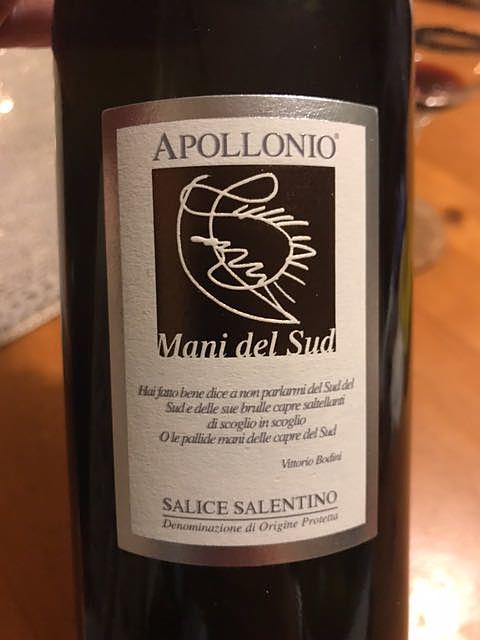 APOLLONIO®
Mani del Sud
Hai fatto bene dice a non parlarmi del Sud del
Sud e delle sue brulle capre saltellanti
di scoglio in scoglio
O le pallide mani delle capre del Sud
Vittorio Bodini
SALICE SALENTINO
Denominazione di Origine Protetta